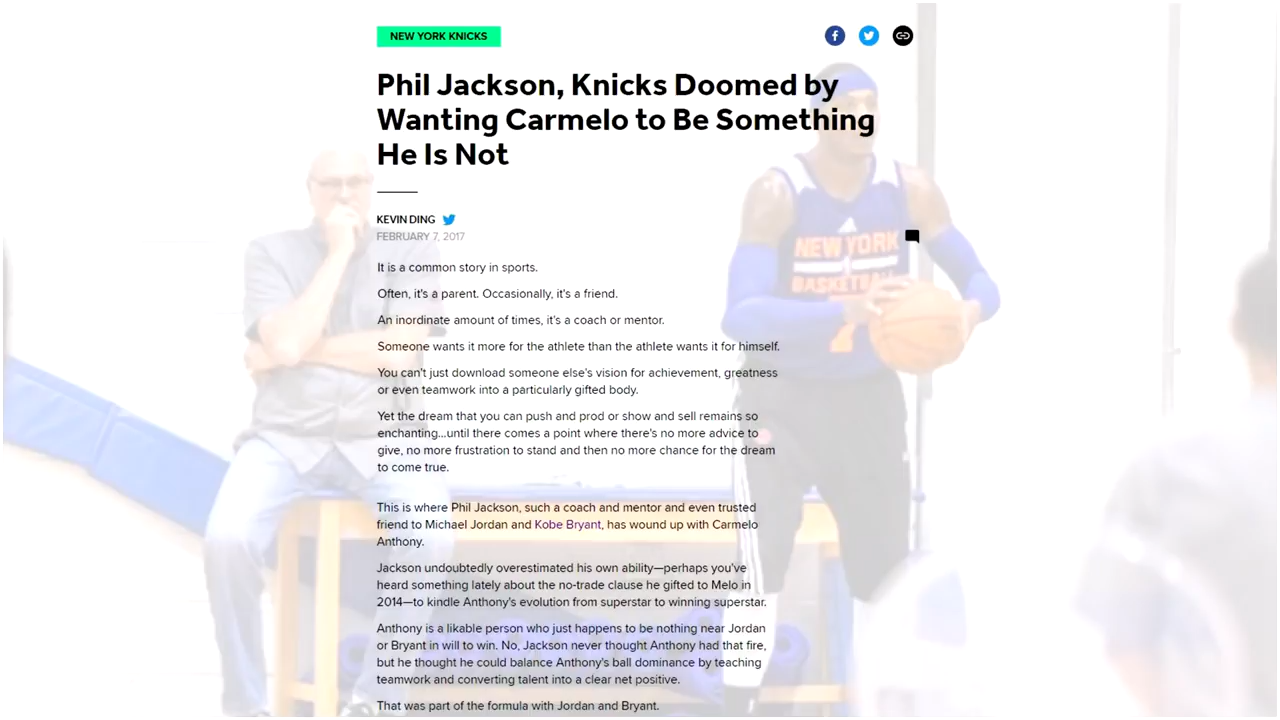 NEW YORK KNICKS
Phil Jackson, Knicks Doomed by
Wanting Carmelo to Be Something
He Is Not
KEVIN DING
FEBRUARY 7, 2017
It is a common story in sports.
Often, it's a parent. Occasionally, it's a friend.
An inordinate amount of times, it's a coach or mentor.
Someone wants it more for the athlete than the athlete wants it for himself.
You can't just download someone else's vision for achievement, greatness
or even teamwork into a particularly gifted body.
Yet the dream that you can push and prod or show and sell remains so
enchanting...until there comes a point where there's no more advice to
give, no more frustration to stand and then no more chance for the dream
to come true.
This is where Phil Jackson, such a coach and mentor and even trusted
friend to Michael Jordan and Kobe Bryant, has wound up with Carmelo
Anthony.
Jackson undoubtedly overestimated his own ability—perhaps you've
heard something lately about the no-trade clause he gifted to Melo in
2014—to kindle Anthony's evolution from superstar to winning superstar.
Anthony is a likable person who just happens to be nothing near Jordan
or Bryant in will to win. No, Jackson never thought Anthony had that fire,
but he thought he could balance Anthony's ball dominance by teaching
teamwork and converting talent into a clear net positive.
That was part of the formula with Jordan and Bryant.
NEW YORK
BASKETBALL
7